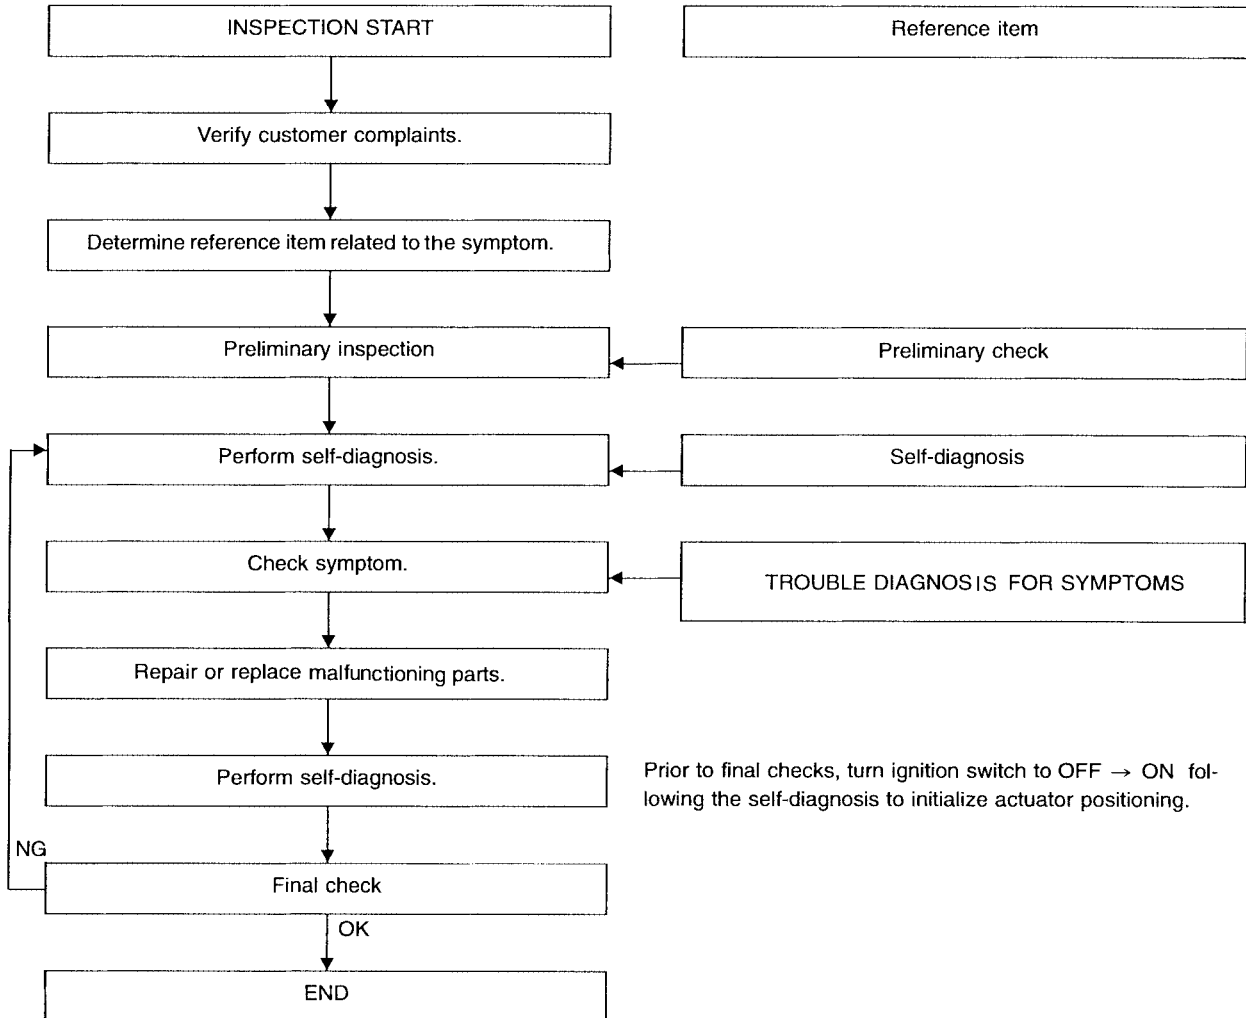 INSPECTION START
Reference item
Verify customer complaints.
Determine reference item related to the symptom.
Preliminary inspection
Preliminary check
Perform self-diagnosis.
Self-diagnosis
Check symptom.
TROUBLE DIAGNOSIS FOR SYMPTOMS
Repair or replace malfunctioning parts.
Perform self-diagnosis.
Prior to final checks, turn ignition switch to OFF → ON fol-
lowing the self-diagnosis to initialize actuator positioning.
NG
Final check
OK
END